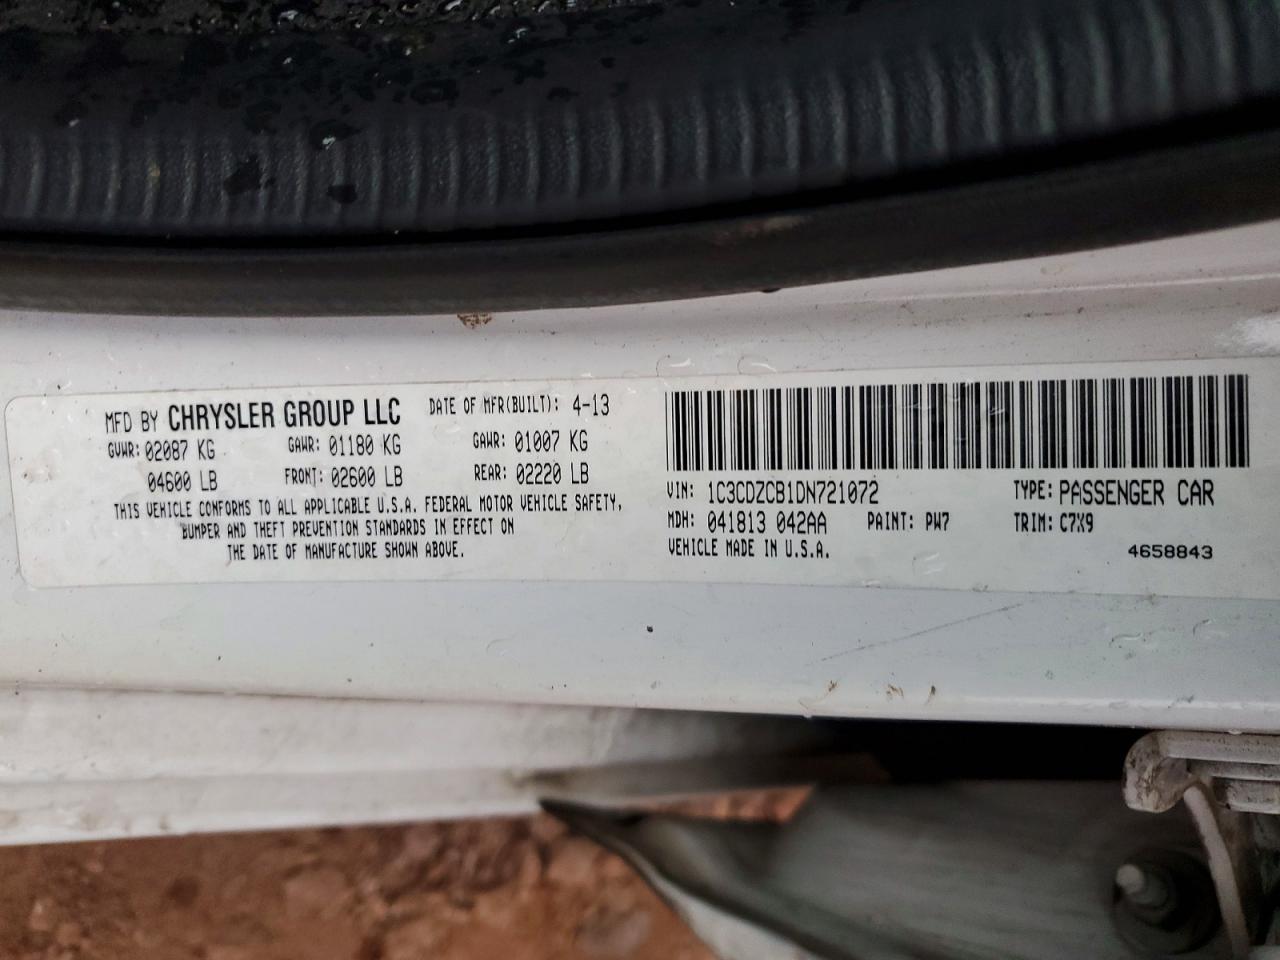 MFD BY CHRYSLER GROUP LLC DATE OF MFR(BUILT): 4-13
GVWR: 02087 KG GAWR: 01180 KG GAWR: 01007 KG
04600 LB FRONT: 02600 LB REAR: 02220 LB
THIS VEHICLE CONFORMS TO ALL APPLICABLE U.S.A. FEDERAL MOTOR VEHICLE SAFETY,
BUMPER AND THEFT PREVENTION STANDARDS IN EFFECT ON
THE DATE OF MANUFACTURE SHOWN ABOVE.
VIN: 1C3CDZCB1DN721072 TYPE: PASSENGER CAR
MDH: 041813 042AA PAINT: PW7 TRIM: C7X9
VEHICLE MADE IN U.S.A. 4658843